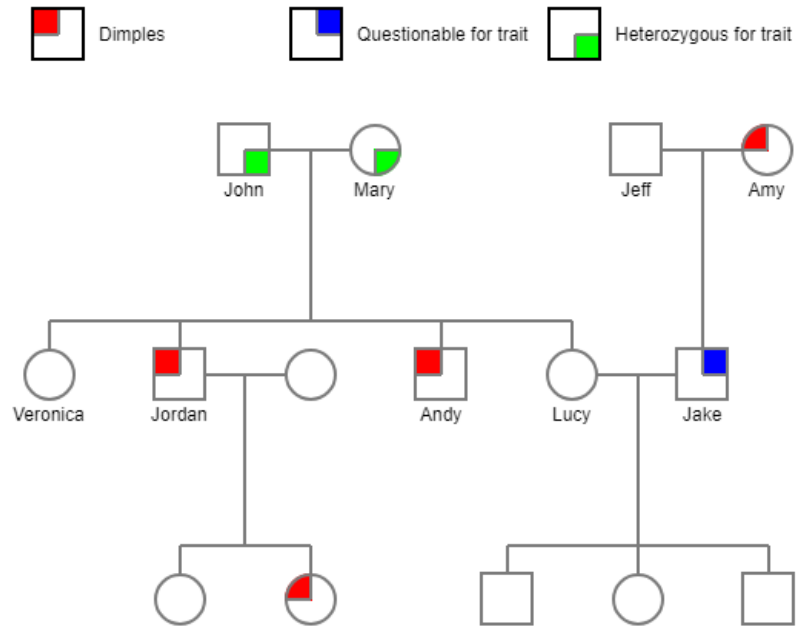 Dimples
Questionable for trait
Heterozygous for trait
John
Mary
Jeff
Amy
Veronica
Jordan
Andy
Lucy
Jake